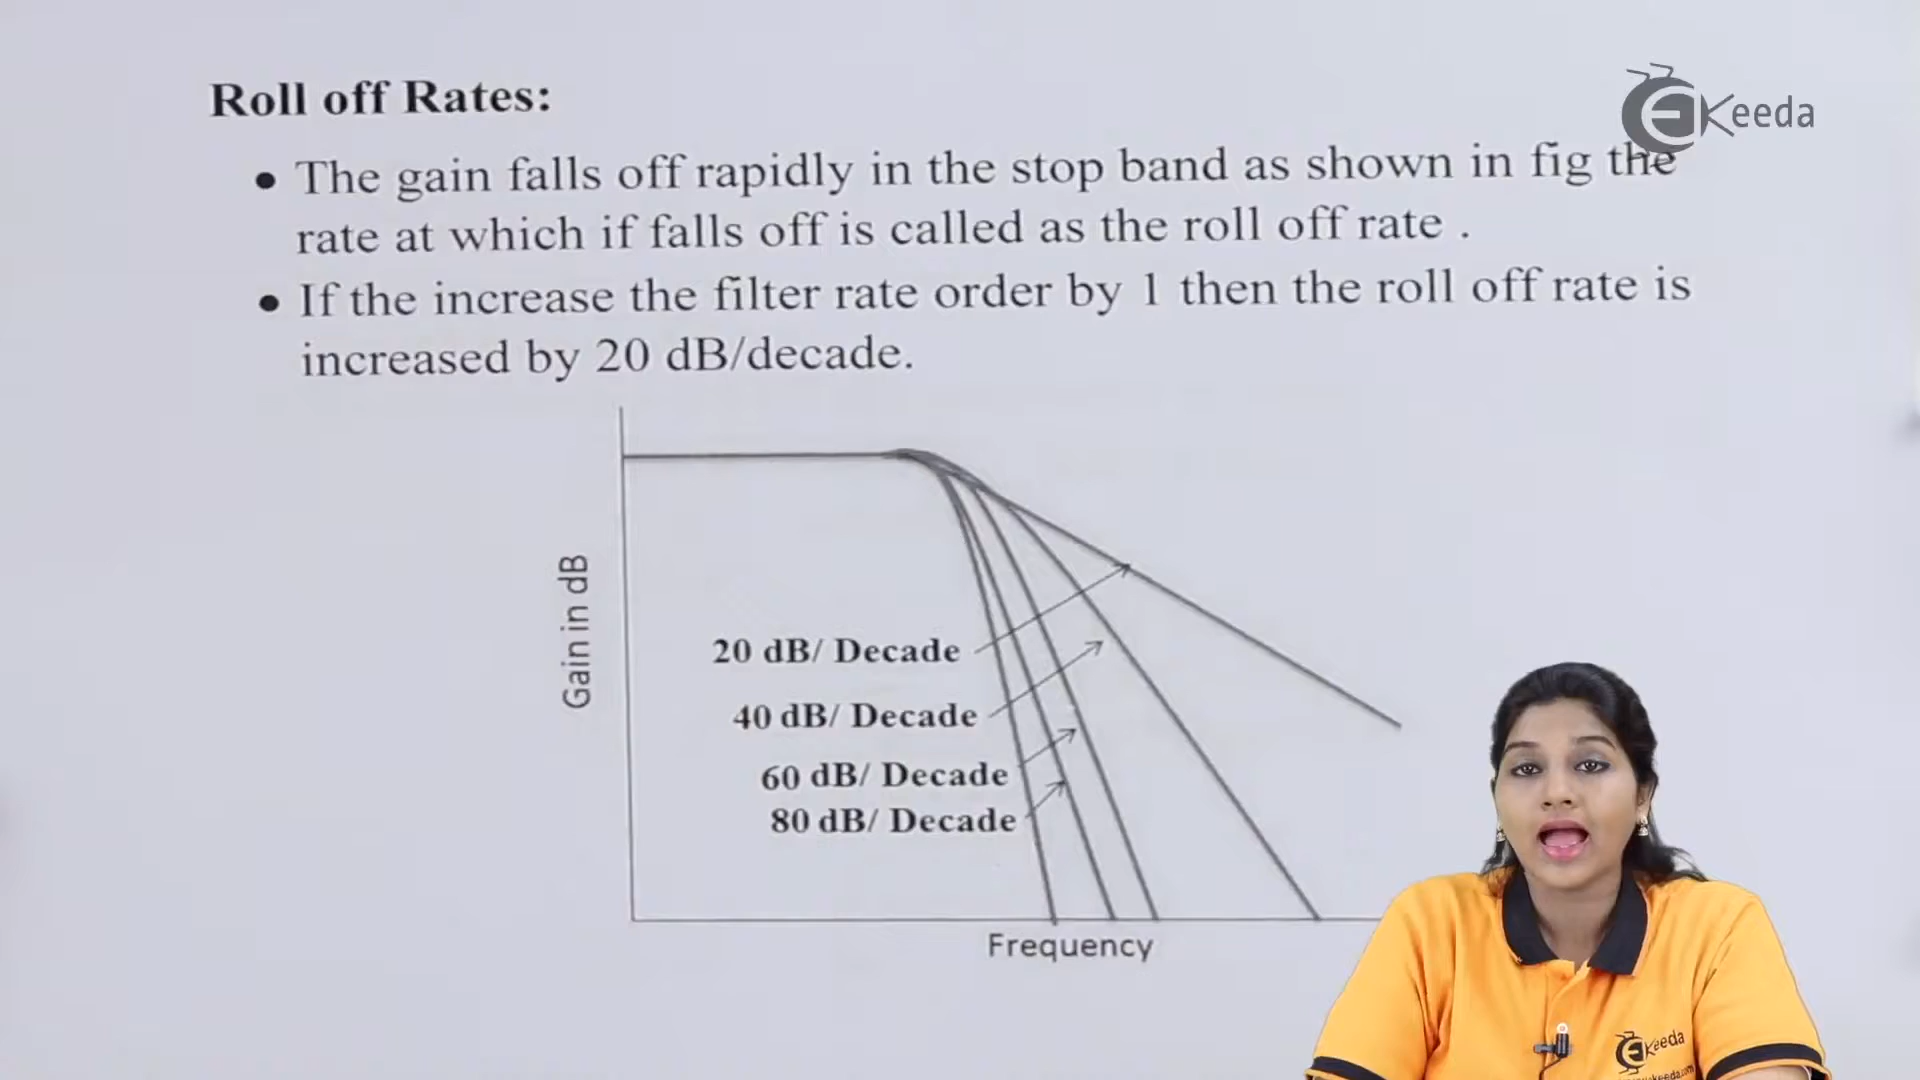 Roll off Rates:
Keeda
• The gain falls off rapidly in the stop band as shown in fig the
rate at which if falls off is called as the roll off rate .
• If the increase the filter rate order by 1 then the roll off rate is
increased by 20 dB/decade.
Gain in dB
20 dB/ Decade
40 dB/ Decade
60 dB/ Decade
80 dB/ Decade
Frequency
Keeda